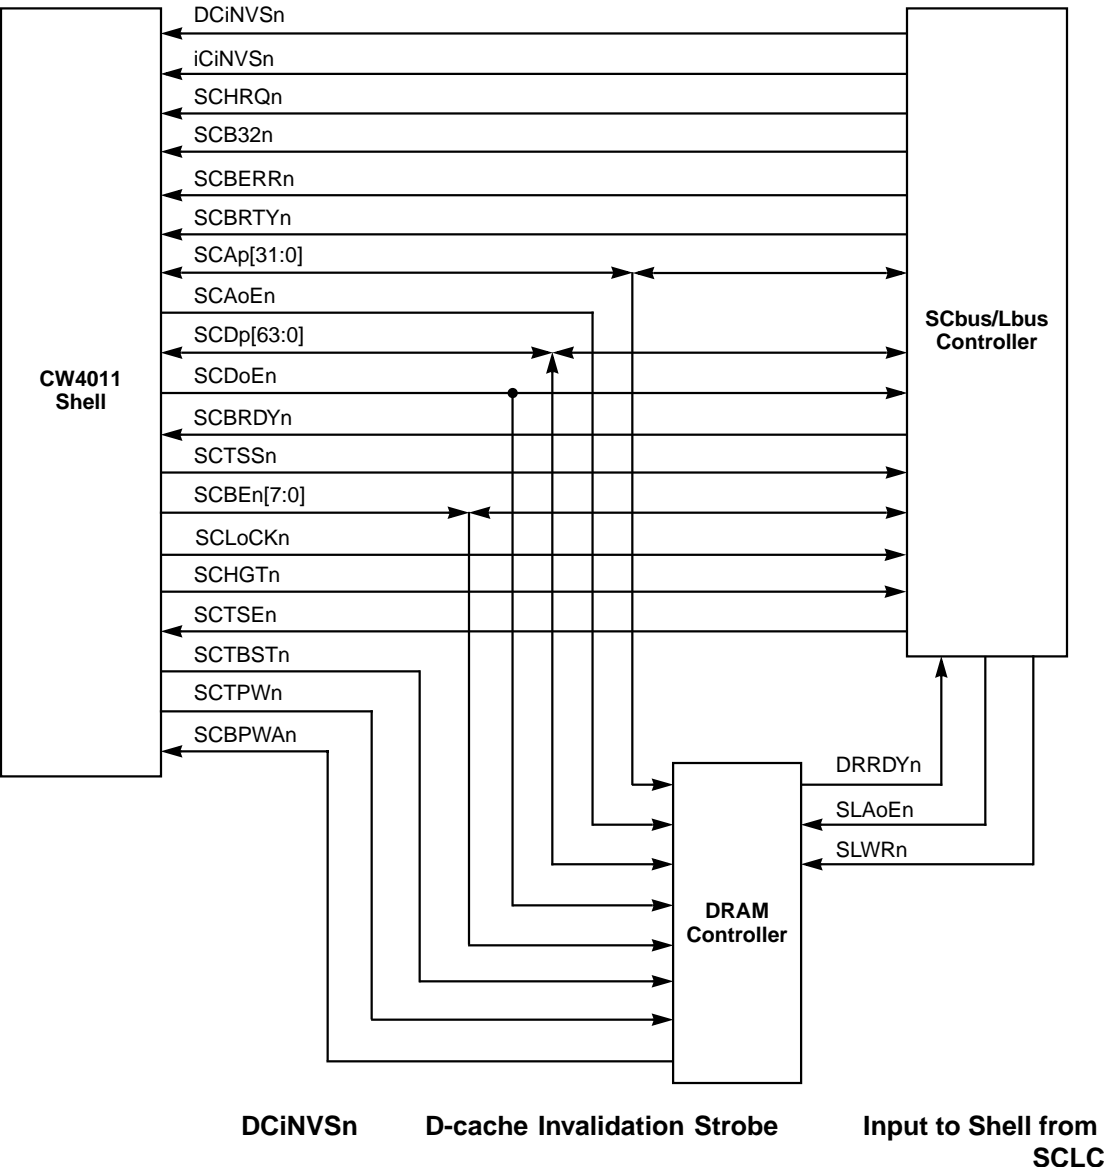 DCiNVSn
iCiNVSn
SCHRQn
SCB32n
SCBERRn
SCBRTYn
SCAp[31:0]
SCAoEn
SCDp[63:0]
SCDoEn
SCBRDYn
SCTSSn
SCBEn[7:0]
SCLoCKn
SCHGTn
SCTSEn
SCTBSTn
SCTPWn
SCBPWAn
CW4011
Shell
SCbus/Lbus
Controller
DRRDYn
SLAoEn
SLWRn
DRAM
Controller
DCiNVSn D-cache Invalidation Strobe Input to Shell from
SCLC